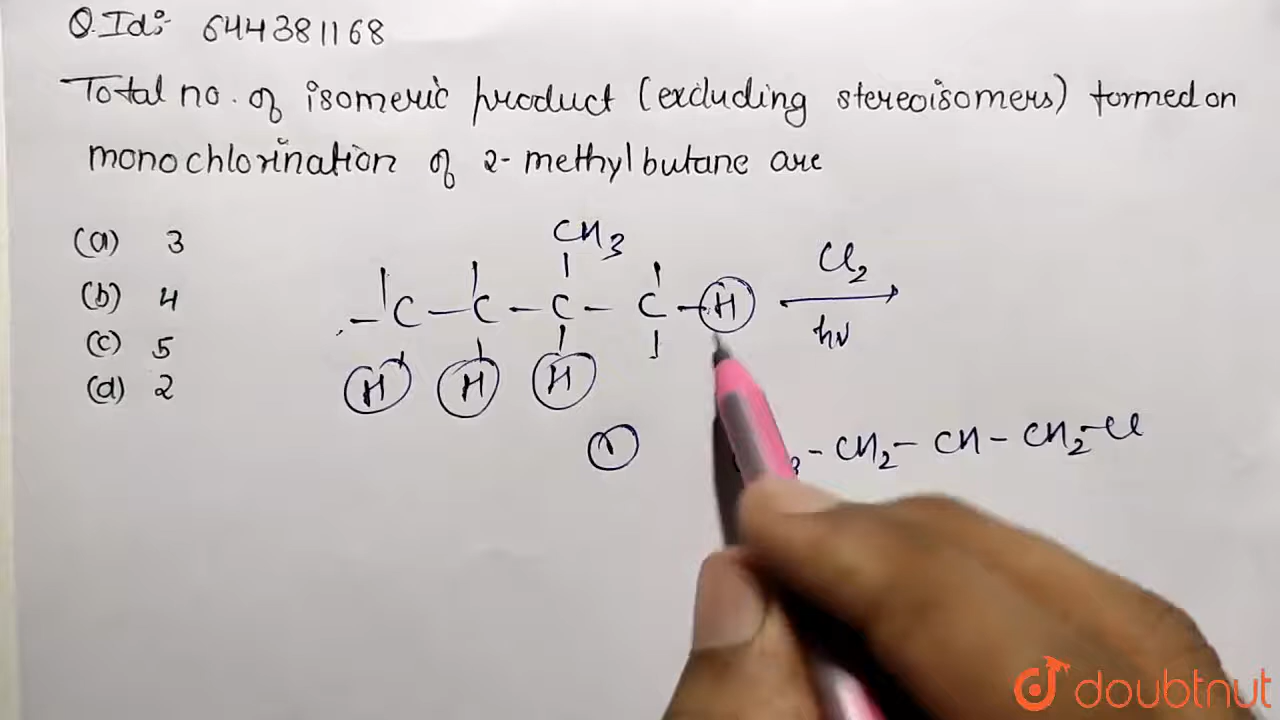 Q.Id:- 644381168
Total no. of isomeric product (excluding stereoisomers) formed on
monochlorination of 2-methylbutane are
(a) 3
(b) 4
(c) 5
(d) 2
CH3
C - C - C - C - H
H H H
Cl2
hν
3 - CH2 - CH - CH2 - Cl
doubtnut